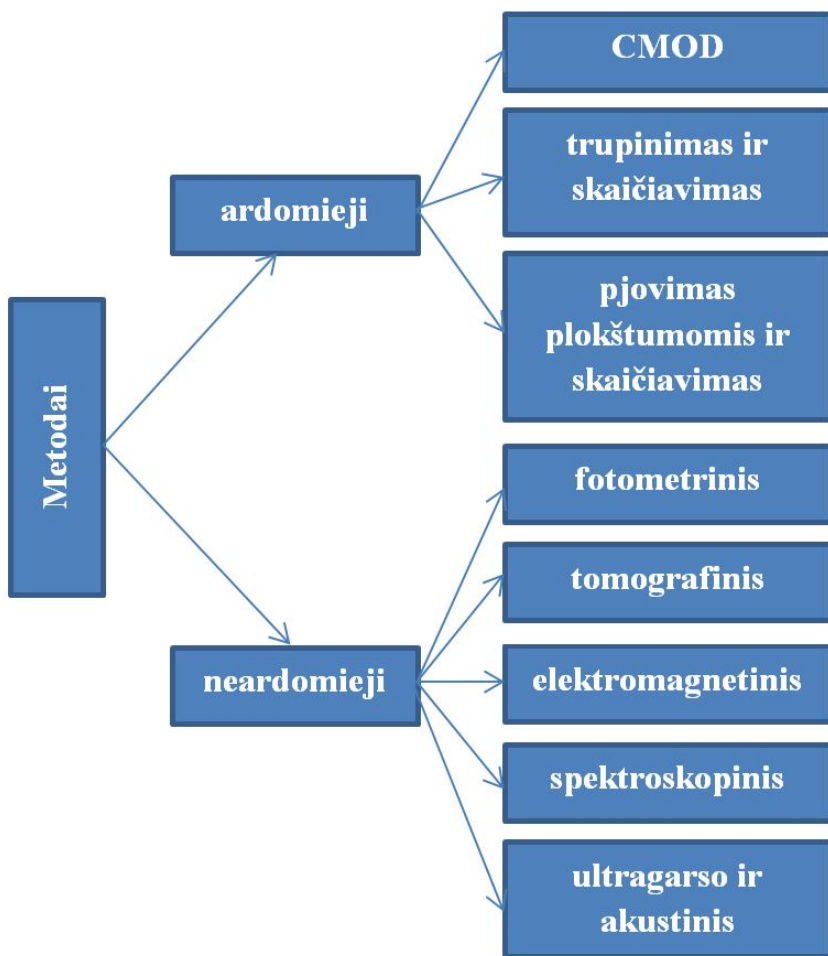 Metodai
ardomieji
CMOD
trupinimas ir
skaičiavimas
pjovimas
plokštumomis ir
skaičiavimas
neardomieji
fotometrinis
tomografinis
elektromagnetinis
spektroskopinis
ultragarso ir
akustinis